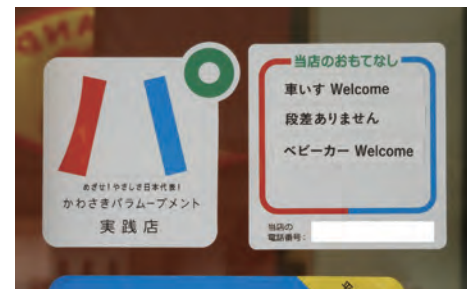 めざせ!やさしさ日本代表!
かわさきパラムーブメント
実践店
当店のおもてなし
車いす Welcome
段差ありません
ベビーカー Welcome
当店の
電話番号: